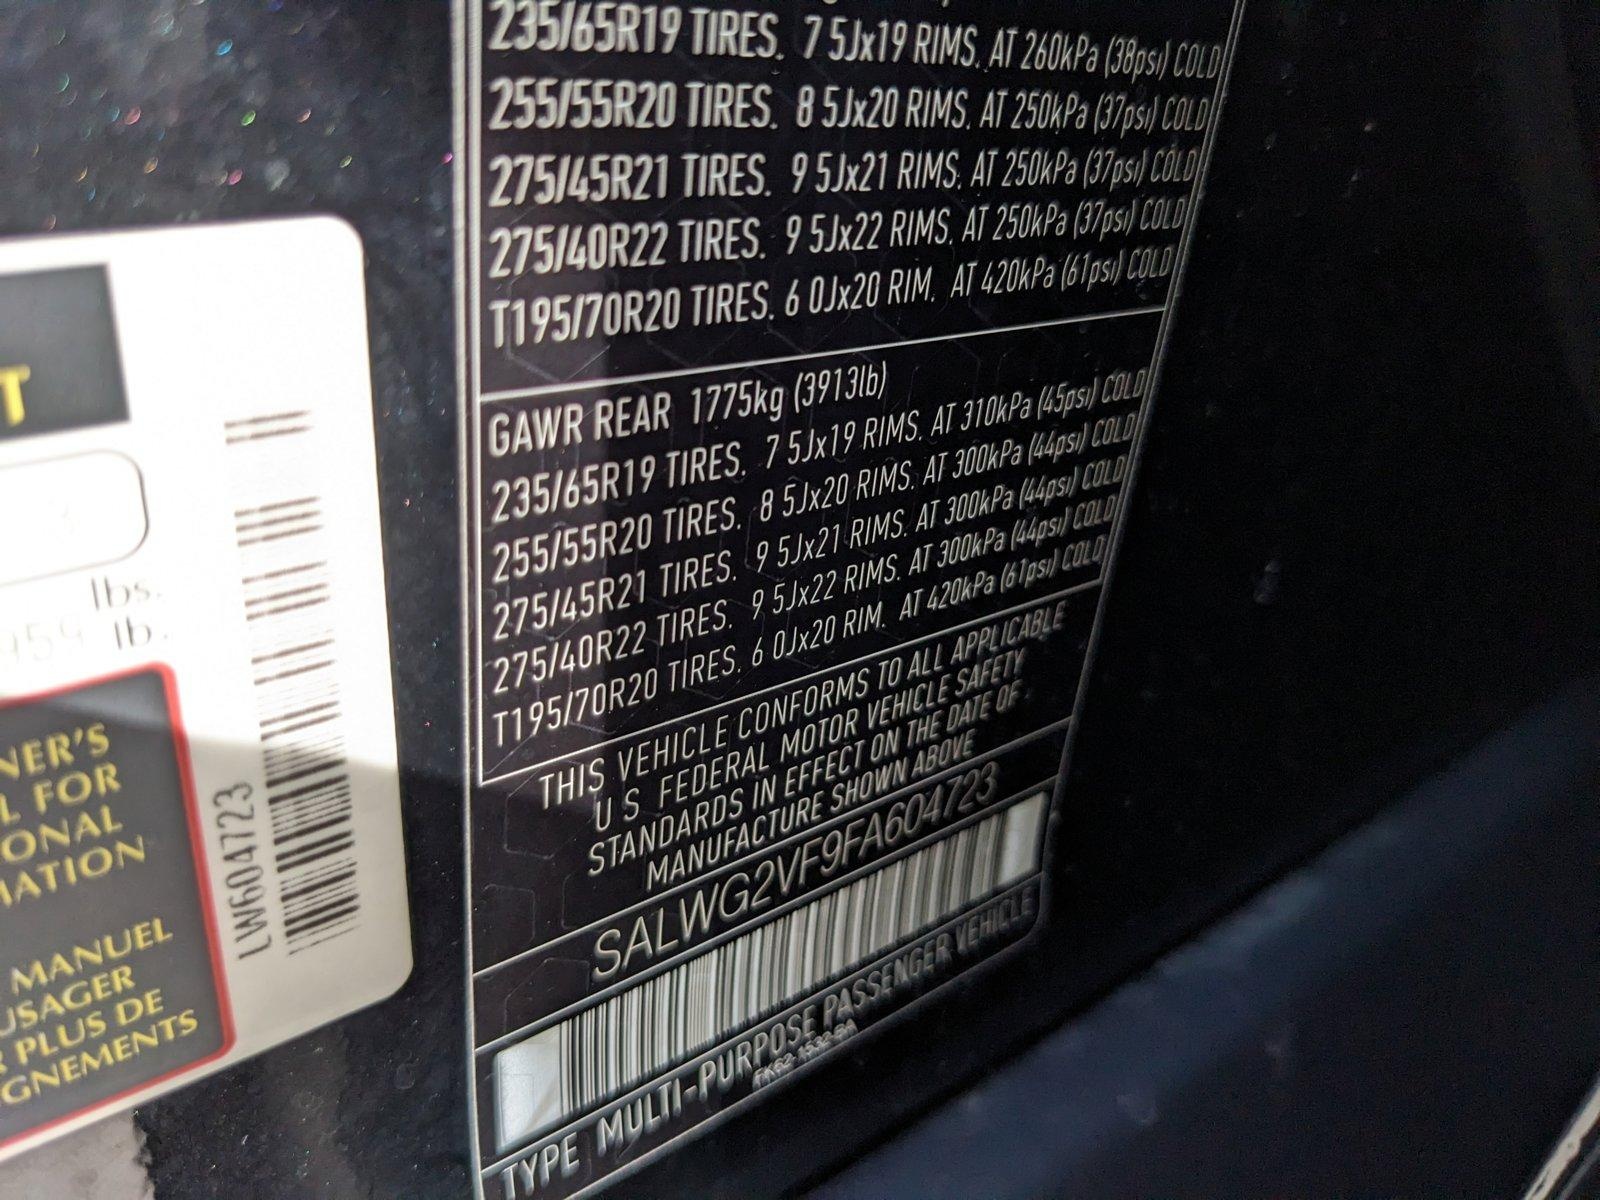 235/65R19 TIRES. 7 5Jx19 RIMS. AT 260kPa (38psi) COLD
255/55R20 TIRES. 8 5Jx20 RIMS. AT 250kPa (37psi) COLD
275/45R21 TIRES. 9 5Jx21 RIMS. AT 250kPa (37psi) COLD
275/40R22 TIRES. 9 5Jx22 RIMS. AT 250kPa (37psi) COLD
T195/70R20 TIRES. 6 0Jx20 RIM. AT 420kPa (61psi) COLD
GAWR REAR 1775kg (3913lb)
235/65R19 TIRES. 7 5Jx19 RIMS. AT 310kPa (45psi) COLD
255/55R20 TIRES. 8 5Jx20 RIMS. AT 300kPa (44psi) COLD
275/45R21 TIRES. 9 5Jx21 RIMS. AT 300kPa (44psi) COLD
275/40R22 TIRES. 9 5Jx22 RIMS. AT 300kPa (44psi) COLD
T195/70R20 TIRES. 6 0Jx20 RIM. AT 420kPa (61psi) COLD
THIS VEHICLE CONFORMS TO ALL APPLICABLE
U S FEDERAL MOTOR VEHICLE SAFETY
STANDARDS IN EFFECT ON THE DATE OF
MANUFACTURE SHOWN ABOVE
SALWG2VF9FA604723
TYPE MULTI-PURPOSE PASSENGER VEHICLE
FK62-1532-BA
T
3
lbs.
959 lb.
NER'S
L FOR
ONAL
MATION
MANUEL
USAGER
R PLUS DE
GNEMENTS
LW604723